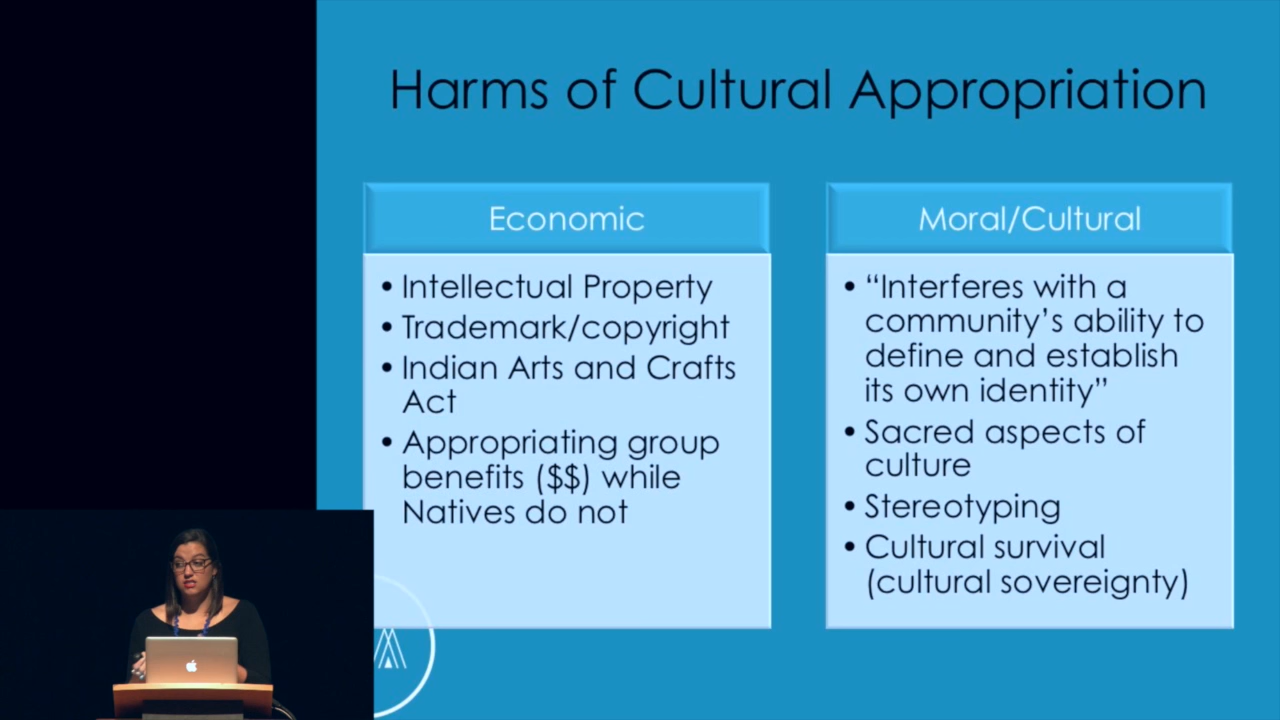 Harms of Cultural Appropriation
Economic
• Intellectual Property
• Trademark/copyright
• Indian Arts and Crafts
Act
• Appropriating group
benefits ($$) while
Natives do not
Moral/Cultural
• “Interferes with a
community’s ability to
define and establish
its own identity”
• Sacred aspects of
culture
• Stereotyping
• Cultural survival
(cultural sovereignty)